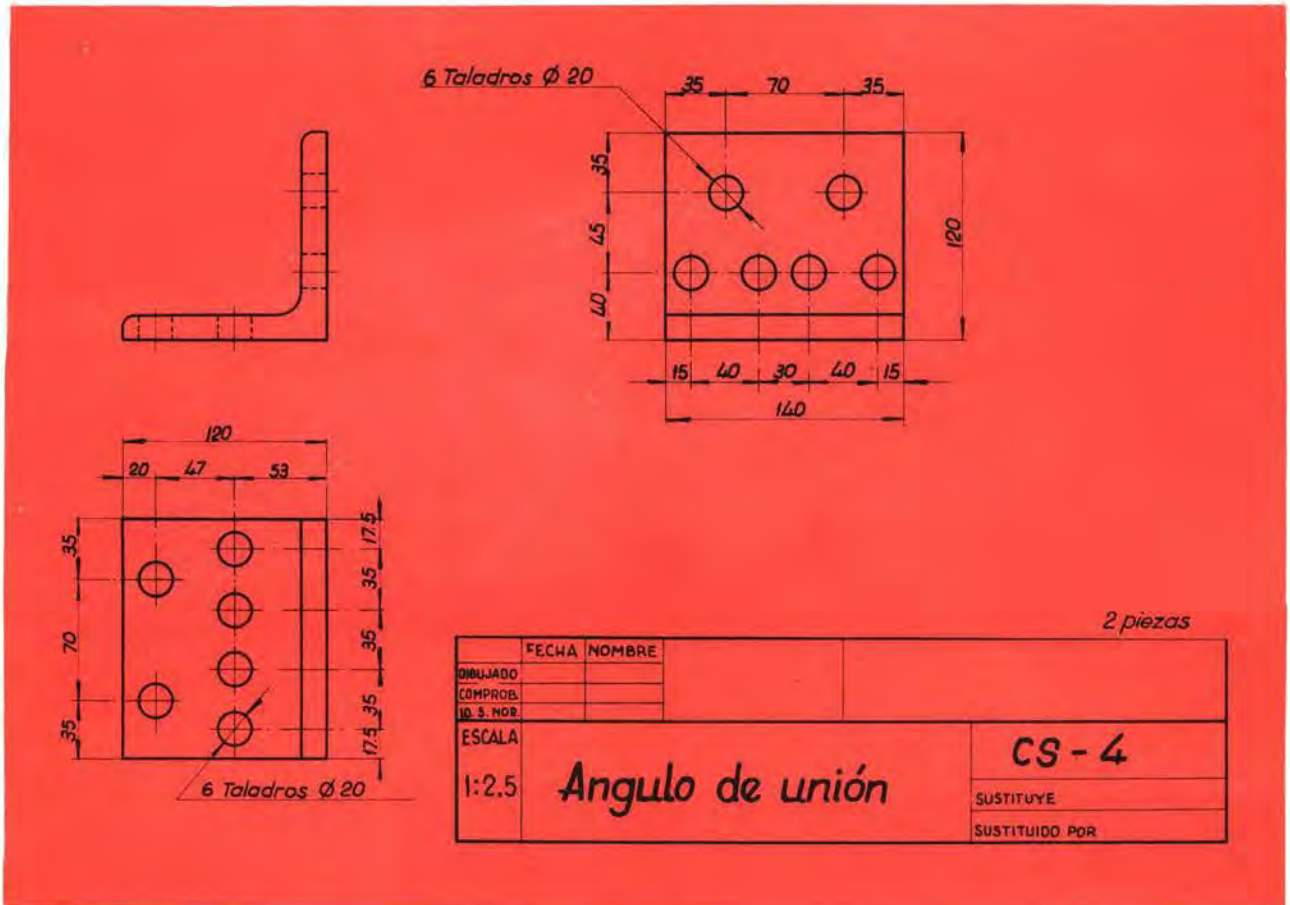 6 Taladros Ø 20
35 70 35
35
45
40
120
15 40 30 40 15
140
120
20 47 53
35
70
35
17.5
35
35
35
17.5
6 Taladros Ø 20
2 piezas
FECHA NOMBRE
DIBUJADO
COMPROB.
ID. S. NOR.
ESCALA
1:2.5
Angulo de unión
CS - 4
SUSTITUYE
SUSTITUIDO POR